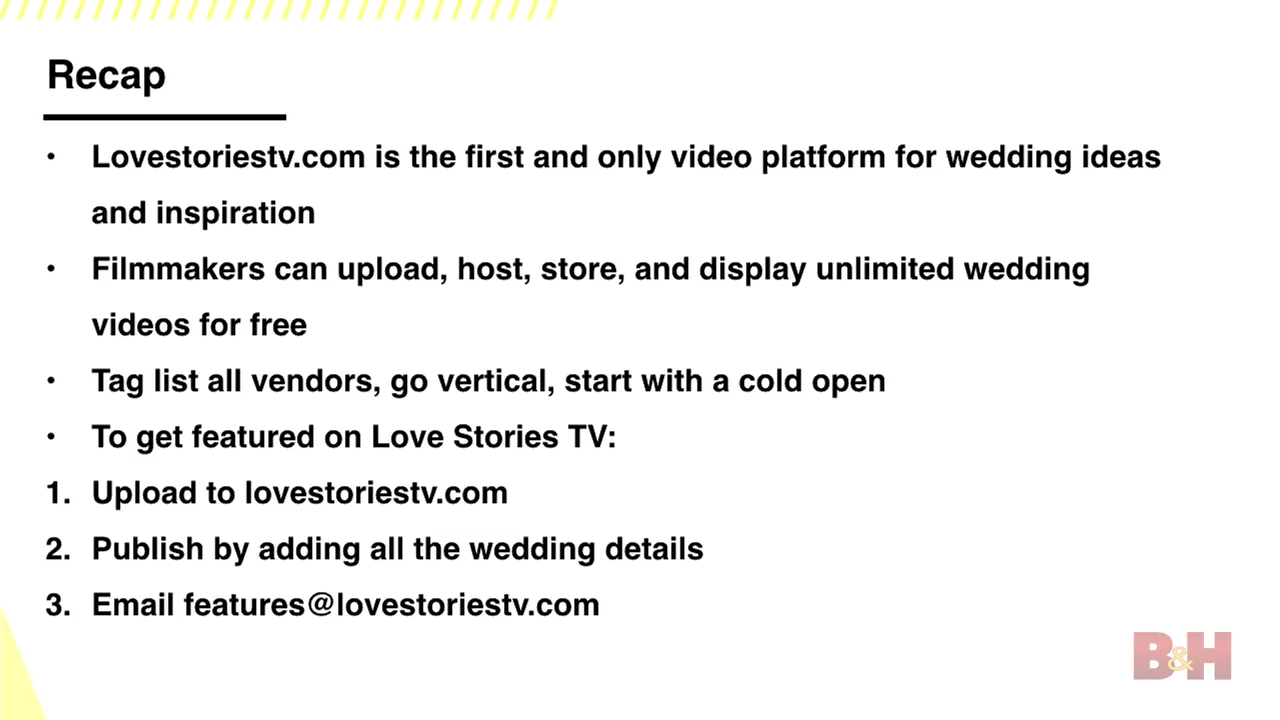 Recap
• Lovestoriestv.com is the first and only video platform for wedding ideas
and inspiration
• Filmmakers can upload, host, store, and display unlimited wedding
videos for free
• Tag list all vendors, go vertical, start with a cold open
• To get featured on Love Stories TV:
1. Upload to lovestoriestv.com
2. Publish by adding all the wedding details
3. Email features@lovestoriestv.com
B&H